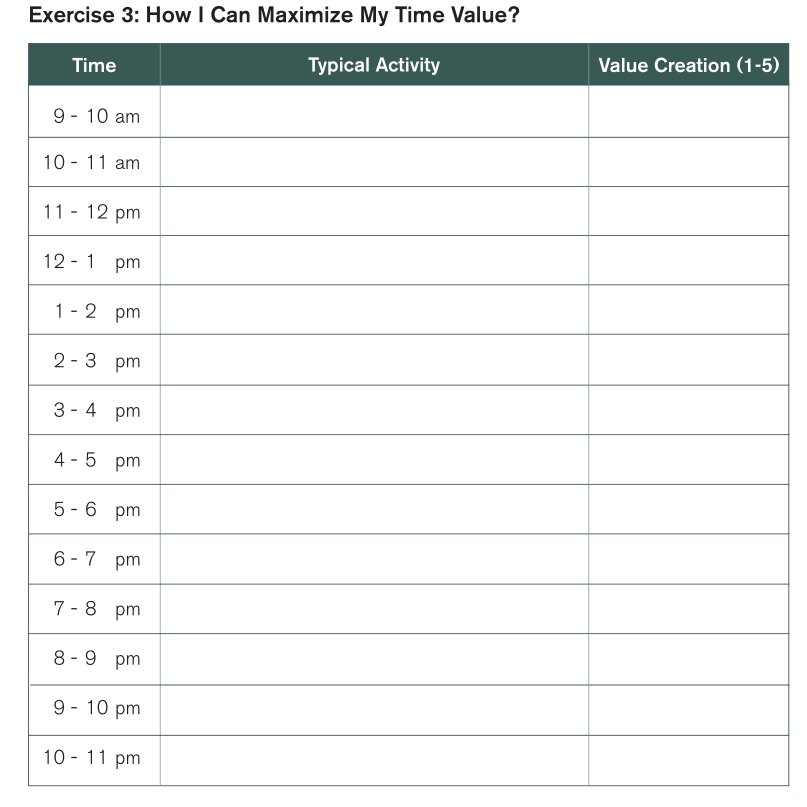 Exercise 3: How I Can Maximize My Time Value?
Time Typical Activity Value Creation (1-5)
9 - 10 am
10 - 11 am
11 - 12 pm
12 - 1 pm
1 - 2 pm
2 - 3 pm
3 - 4 pm
4 - 5 pm
5 - 6 pm
6 - 7 pm
7 - 8 pm
8 - 9 pm
9 - 10 pm
10 - 11 pm